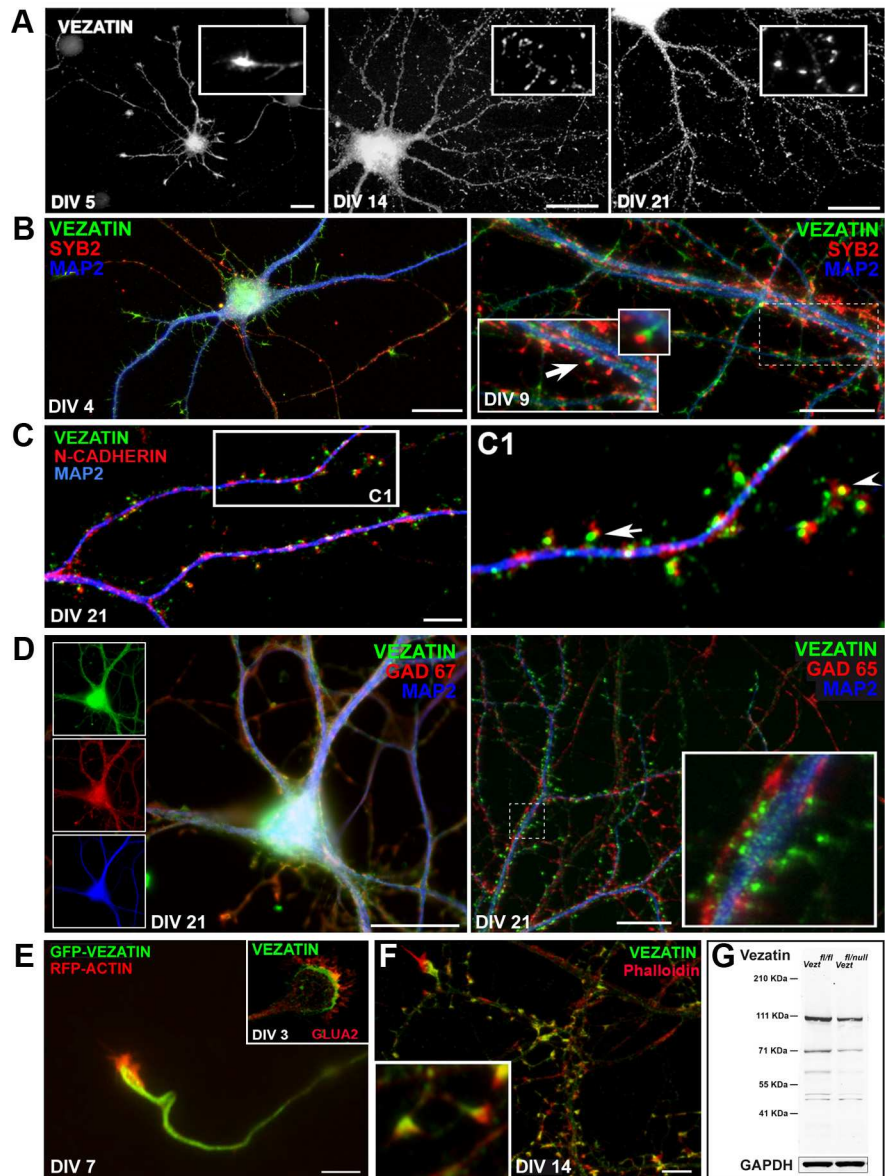 A
VEZATIN
DIV 5
DIV 14
DIV 21
B
VEZATIN
SYB2
MAP2
DIV 4
VEZATIN
SYB2
MAP2
DIV 9
C
VEZATIN
N-CADHERIN
MAP2
C1
DIV 21
C1
D
VEZATIN
GAD 67
MAP2
DIV 21
VEZATIN
GAD 65
MAP2
DIV 21
E
GFP-VEZATIN
RFP-ACTIN
VEZATIN
DIV 3
GLUA2
DIV 7
F
VEZATIN
Phalloidin
DIV 14
G
Vezatin
Vezt fl/fl
Vezt fl/null
210 KDa
111 KDa
71 KDa
55 KDa
41 KDa
GAPDH